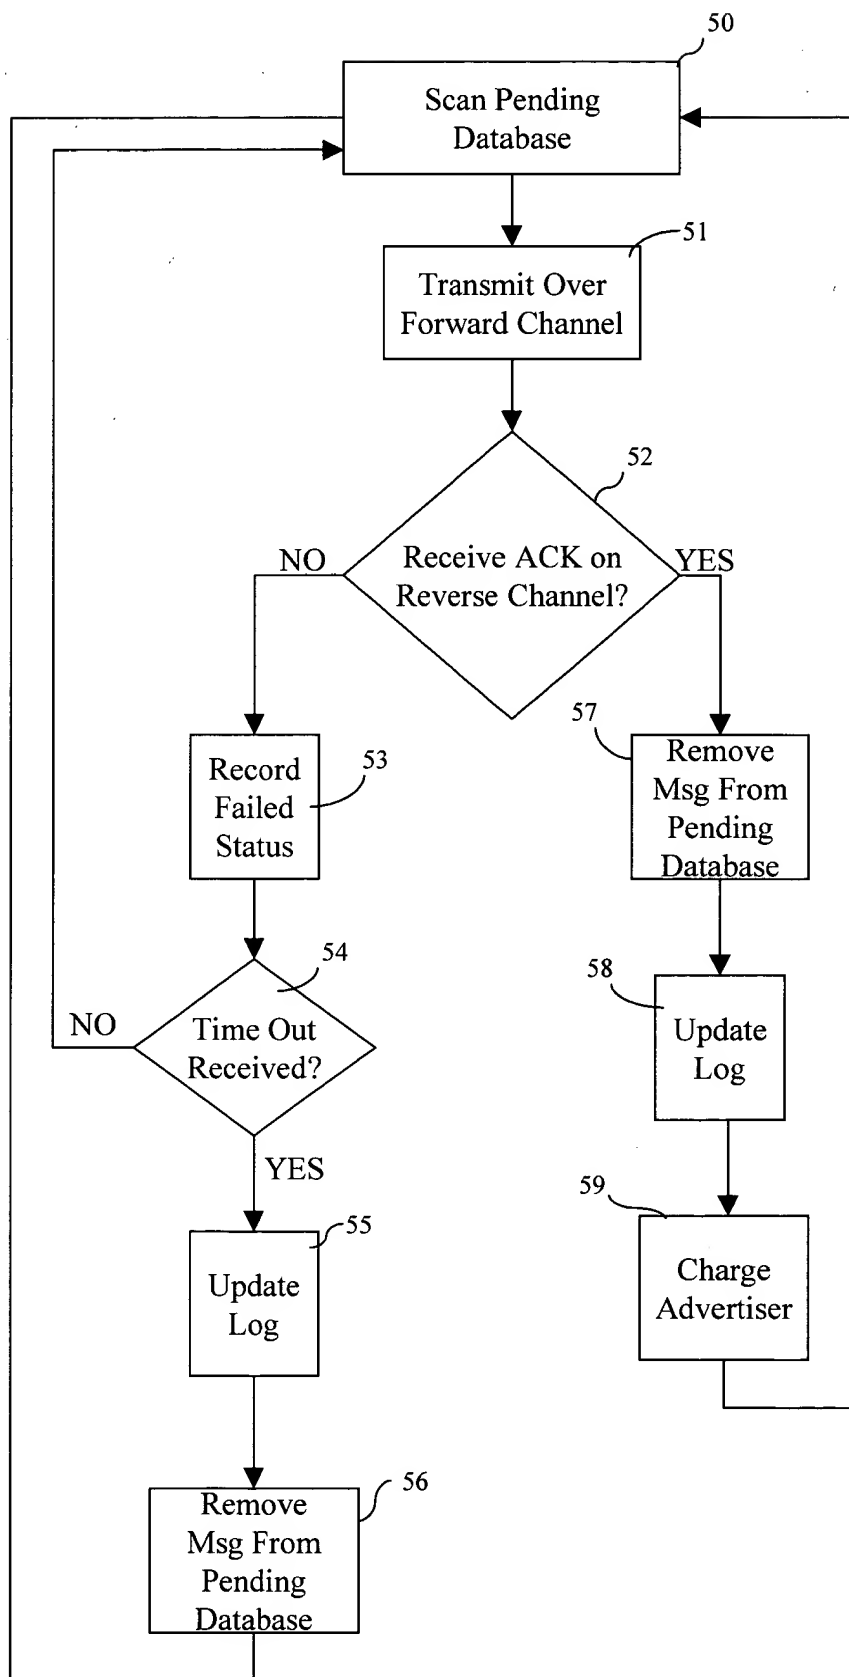 50
Scan Pending
Database
51
Transmit Over
Forward Channel
52
NO
Receive ACK on
Reverse Channel?
YES
53
Record
Failed
Status
57
Remove
Msg From
Pending
Database
54
NO
Time Out
Received?
YES
58
Update
Log
55
Update
Log
59
Charge
Advertiser
56
Remove
Msg From
Pending
Database